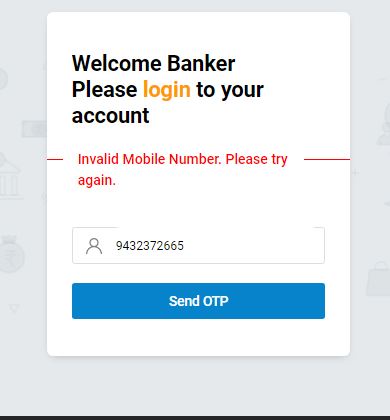 Welcome Banker
Please login to your
account
Invalid Mobile Number. Please try
again.
9432372665
Send OTP